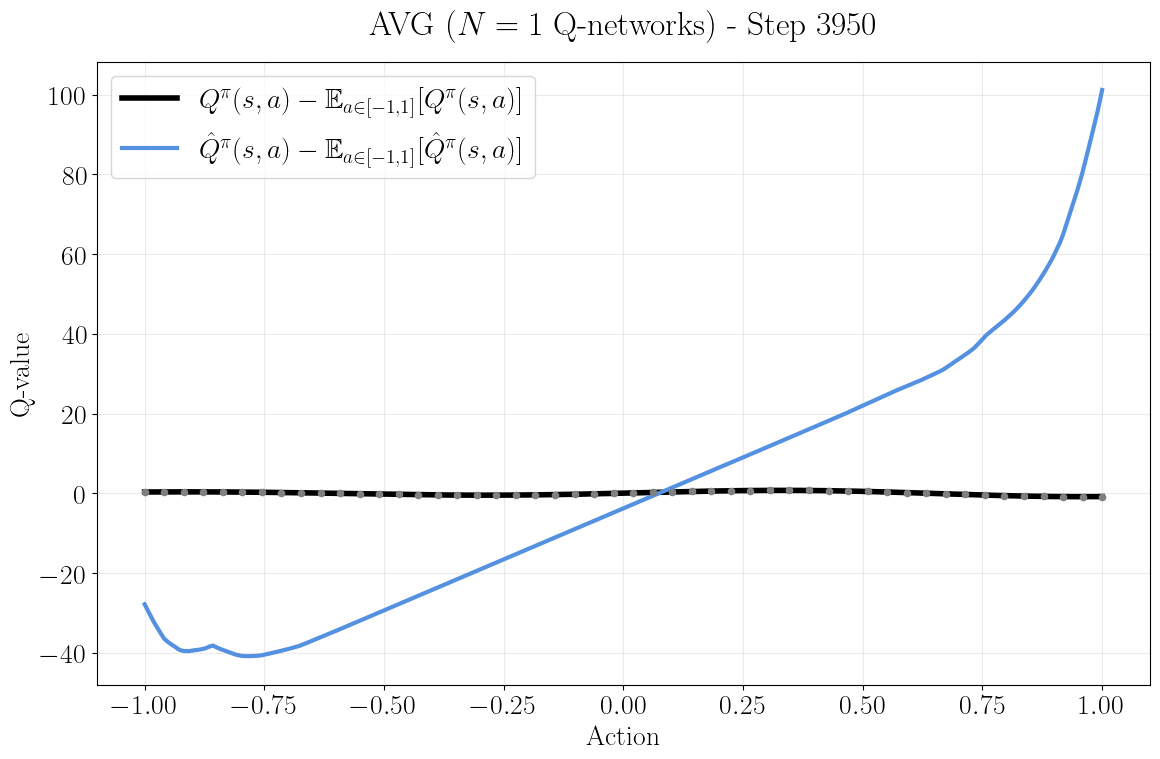 AVG (N = 1 Q-networks) - Step 3950
Q^π(s, a) − 𝔼_{a∈[−1,1]}[Q^π(s, a)]
Q̂^π(s, a) − 𝔼_{a∈[−1,1]}[Q̂^π(s, a)]
100
80
60
40
20
0
−20
−40
Q-value
−1.00 −0.75 −0.50 −0.25 0.00 0.25 0.50 0.75 1.00
Action